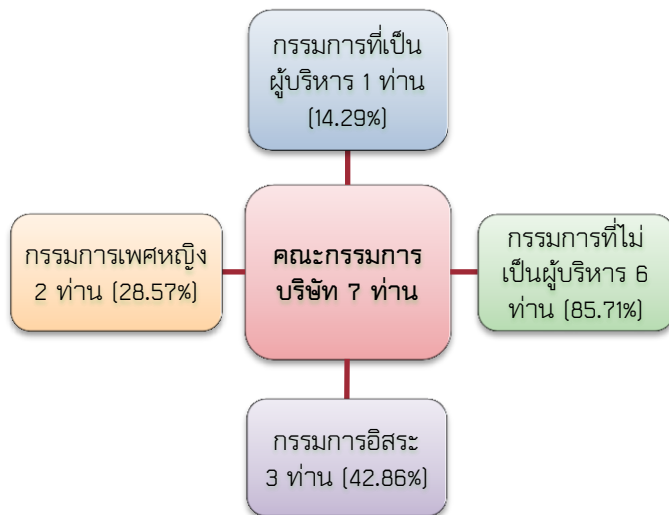 กรรมการที่เป็น
ผู้บริหาร 1 ท่าน
(14.29%)
กรรมการเพศหญิง
2 ท่าน (28.57%)
คณะกรรมการ
บริษัท 7 ท่าน
กรรมการที่ไม่
เป็นผู้บริหาร 6
ท่าน (85.71%)
กรรมการอิสระ
3 ท่าน (42.86%)